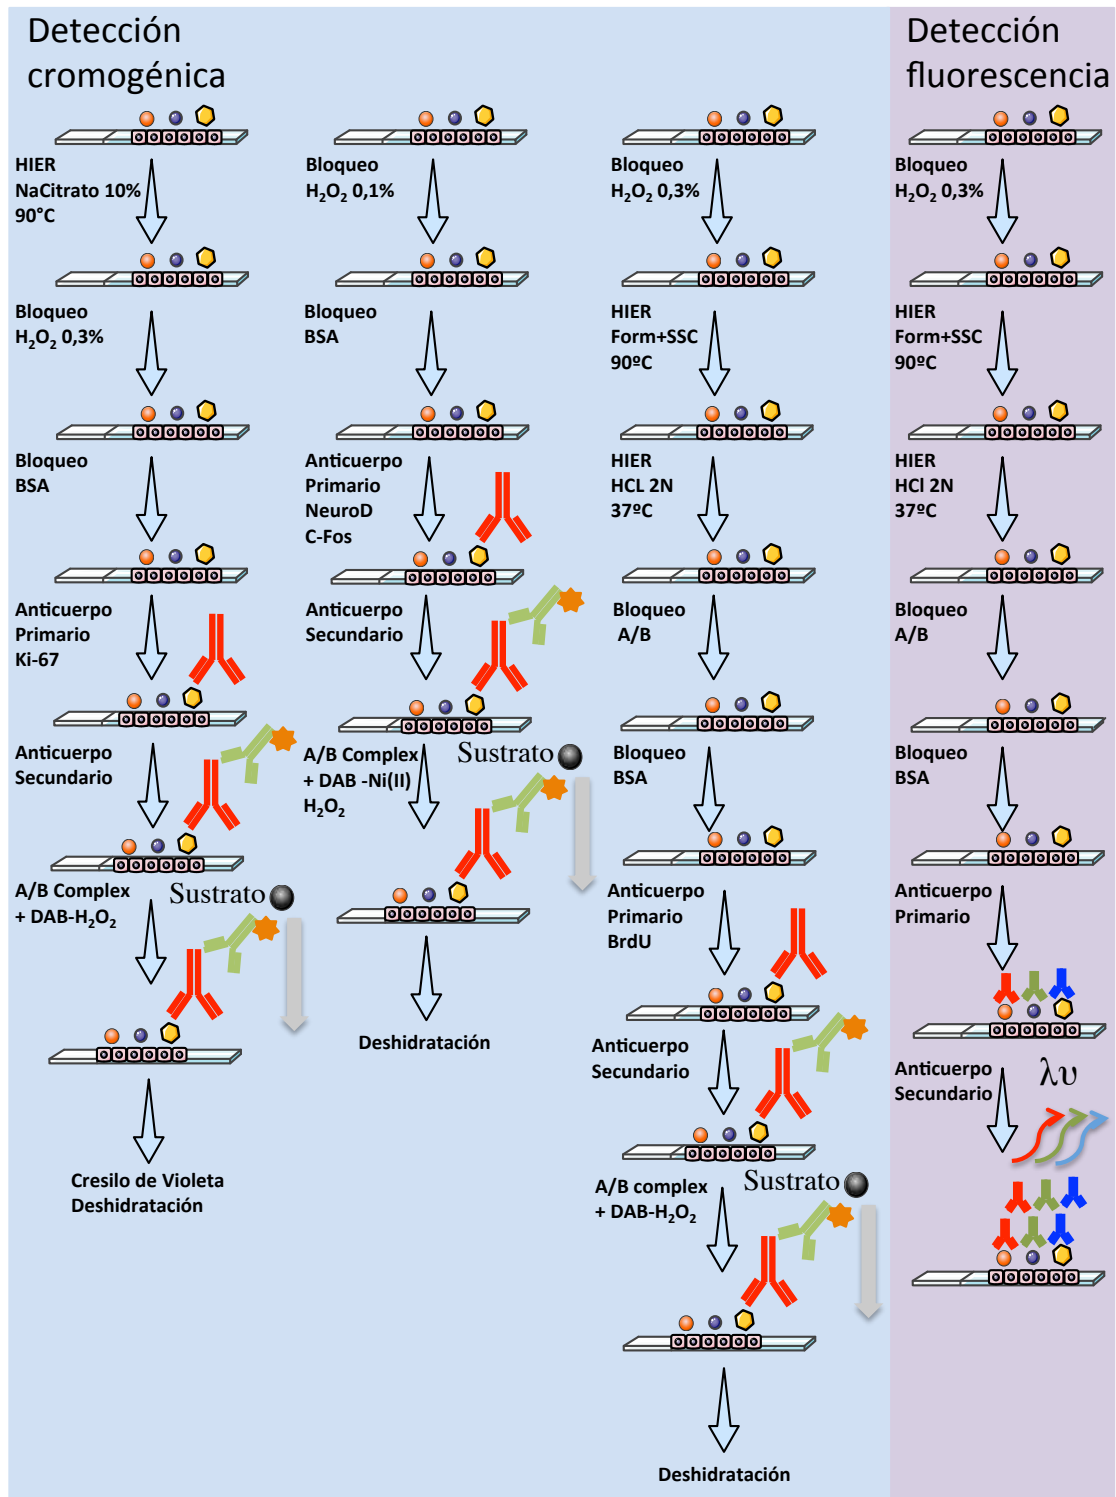 Detección
cromogénica
HIER
NaCitrato 10%
90°C
Bloqueo
H₂O₂ 0,3%
Bloqueo
BSA
Anticuerpo
Primario
Ki-67
Anticuerpo
Secundario
A/B Complex
+ DAB-H₂O₂
Sustrato
Cresilo de Violeta
Deshidratación
Bloqueo
H₂O₂ 0,1%
Bloqueo
BSA
Anticuerpo
Primario
NeuroD
C-Fos
Anticuerpo
Secundario
A/B Complex
+ DAB -Ni(II)
H₂O₂
Sustrato
Deshidratación
Bloqueo
H₂O₂ 0,3%
HIER
Form+SSC
90ºC
HIER
HCL 2N
37ºC
Bloqueo
A/B
Bloqueo
BSA
Anticuerpo
Primario
BrdU
Anticuerpo
Secundario
A/B complex
+ DAB-H₂O₂
Sustrato
Deshidratación
Detección
fluorescencia
Bloqueo
H₂O₂ 0,3%
HIER
Form+SSC
90ºC
HIER
HCl 2N
37ºC
Bloqueo
A/B
Bloqueo
BSA
Anticuerpo
Primario
Anticuerpo
Secundario
λυ